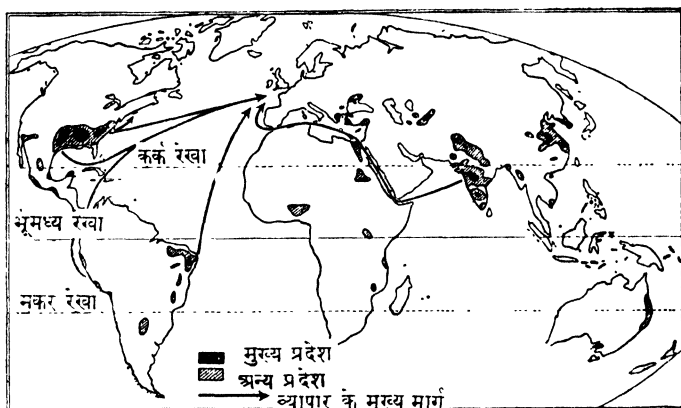 कर्क रेखा
भूमध्य रेखा
मकर रेखा
मुख्य प्रदेश
अन्य प्रदेश
व्यापार के मुख्य मार्ग